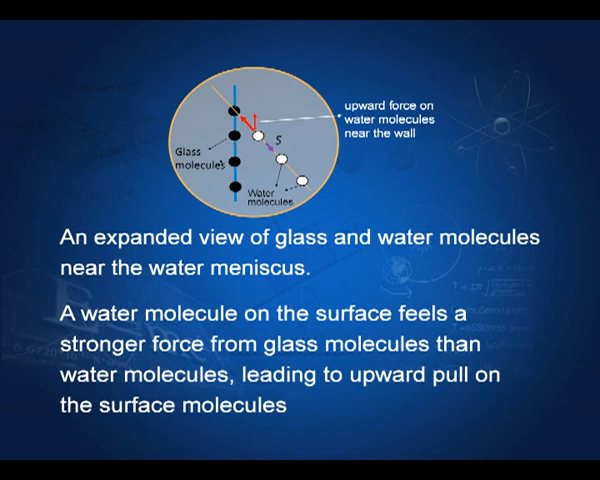 upward force on
water molecules
near the wall
S
Glass
molecules
Water
molecules
An expanded view of glass and water molecules
near the water meniscus.
A water molecule on the surface feels a
stronger force from glass molecules than
water molecules, leading to upward pull on
the surface molecules